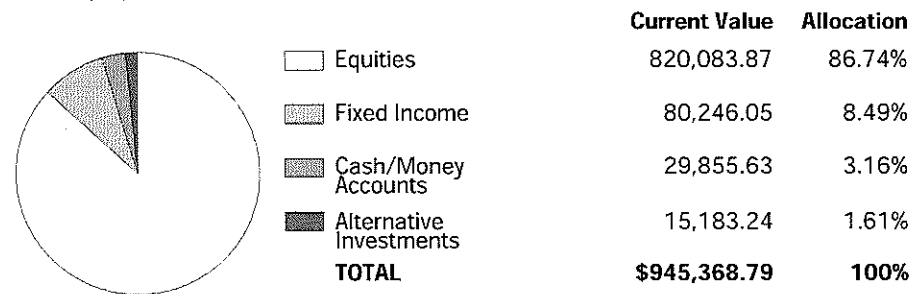 Current Value Allocation
Equities 820,083.87 86.74%
Fixed Income 80,246.05 8.49%
Cash/Money
Accounts 29,855.63 3.16%
Alternative
Investments 15,183.24 1.61%
TOTAL $945,368.79 100%